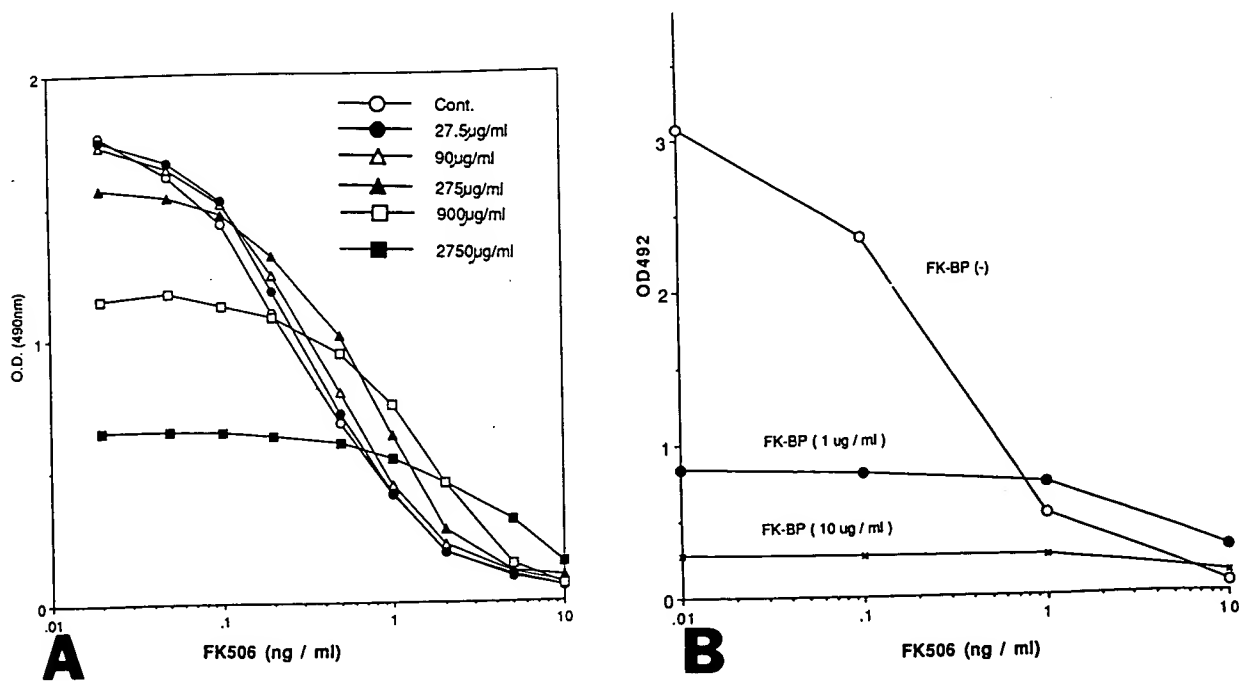 2
1
0
O.D. (490nm)
Cont.
27.5µg/ml
90µg/ml
275µg/ml
900µg/ml
2750µg/ml
.01
.1
1
10
FK506 (ng / ml)
A
3
2
1
0
OD492
FK-BP (-)
FK-BP ( 1 ug / ml )
FK-BP ( 10 ug / ml )
.01
.1
1
10
FK506 (ng / ml)
B